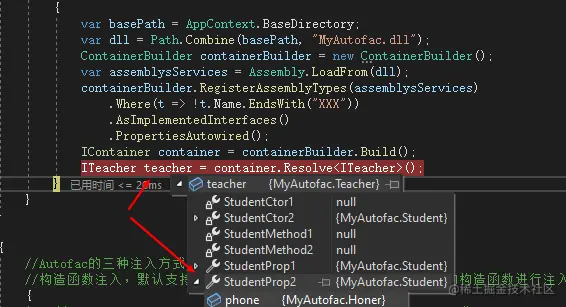 {
var basePath = AppContext.BaseDirectory;
var dll = Path.Combine(basePath, "MyAutofac.dll");
ContainerBuilder containerBuilder = new ContainerBuilder();
var assemblysServices = Assembly.LoadFrom(dll);
containerBuilder.RegisterAssemblyTypes(assemblysServices)
.Where(t => !t.Name.EndsWith("XXX"))
.AsImplementedInterfaces()
.PropertiesAutowired();
IContainer container = containerBuilder.Build();
ITeacher teacher = container.Resolve<ITeacher>();
} 已用时间 <= 20ms
teacher {MyAutofac.Teacher}
}
StudentCtor1 null
StudentCtor2 {MyAutofac.Student}
StudentMethod1 null
StudentMethod2 null
{
//Autofac的三种注入方式
StudentProp1 {MyAutofac.Student}
//构造函数注入,默认支持
StudentProp2 {MyAutofac.Student}
构造函数进行注入
{
phone {MyAutofac.Honer}
@稀土掘金技术社区